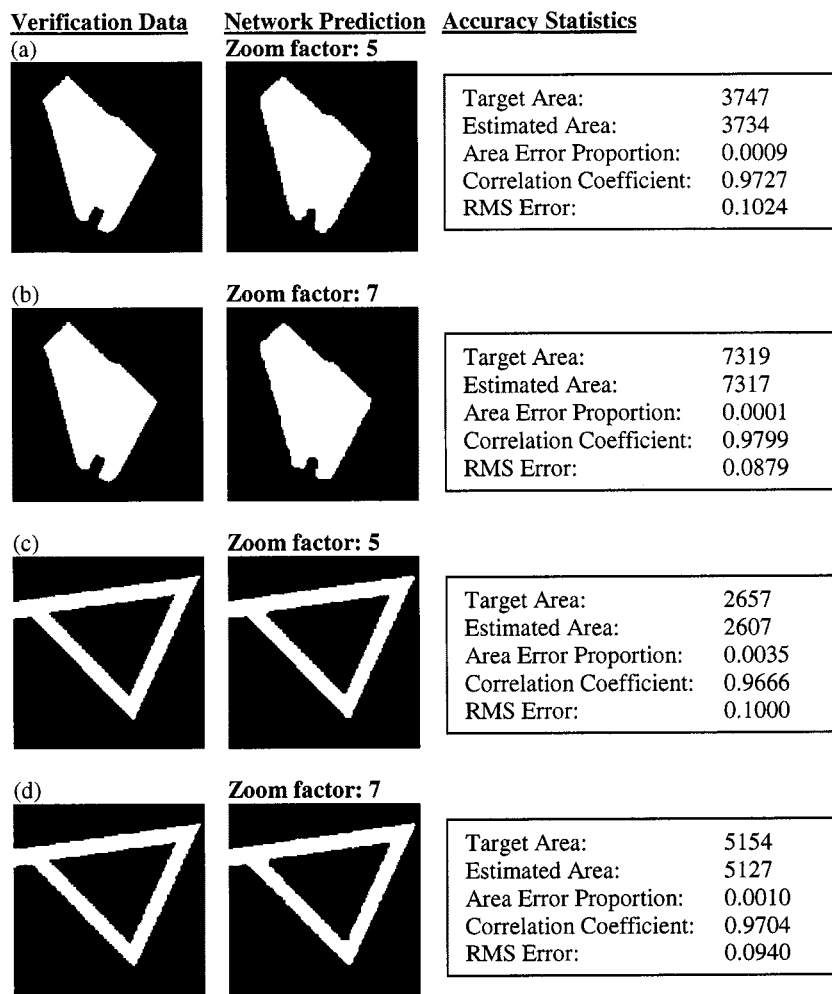 Verification Data Network Prediction Accuracy Statistics
(a) Zoom factor: 5
Target Area: 3747
Estimated Area: 3734
Area Error Proportion: 0.0009
Correlation Coefficient: 0.9727
RMS Error: 0.1024
(b) Zoom factor: 7
Target Area: 7319
Estimated Area: 7317
Area Error Proportion: 0.0001
Correlation Coefficient: 0.9799
RMS Error: 0.0879
(c) Zoom factor: 5
Target Area: 2657
Estimated Area: 2607
Area Error Proportion: 0.0035
Correlation Coefficient: 0.9666
RMS Error: 0.1000
(d) Zoom factor: 7
Target Area: 5154
Estimated Area: 5127
Area Error Proportion: 0.0010
Correlation Coefficient: 0.9704
RMS Error: 0.0940